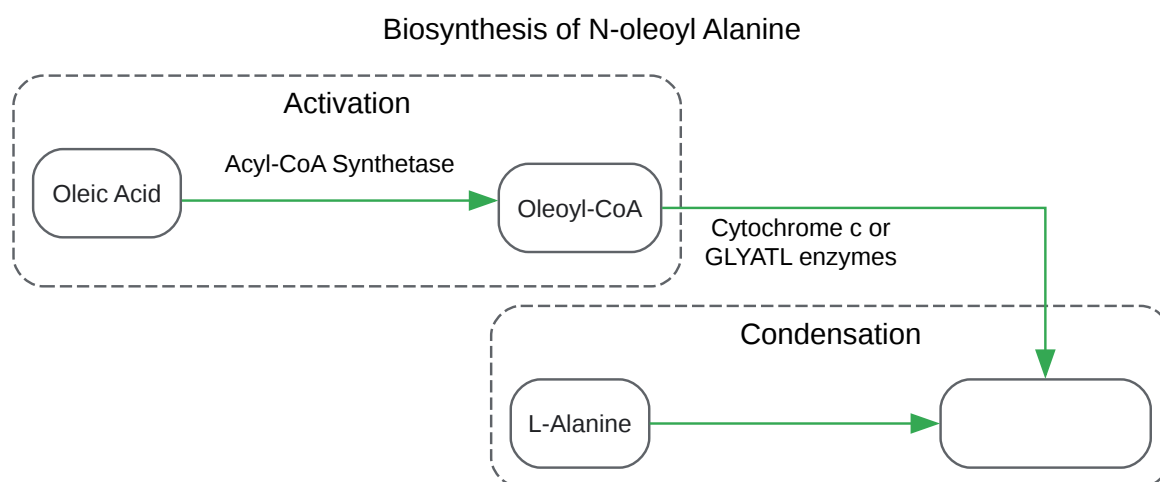 Biosynthesis of N-oleoyl Alanine
Activation
Acyl-CoA Synthetase
Oleic Acid
Oleoyl-CoA
Cytochrome c or
GLYATL enzymes
Condensation
L-Alanine